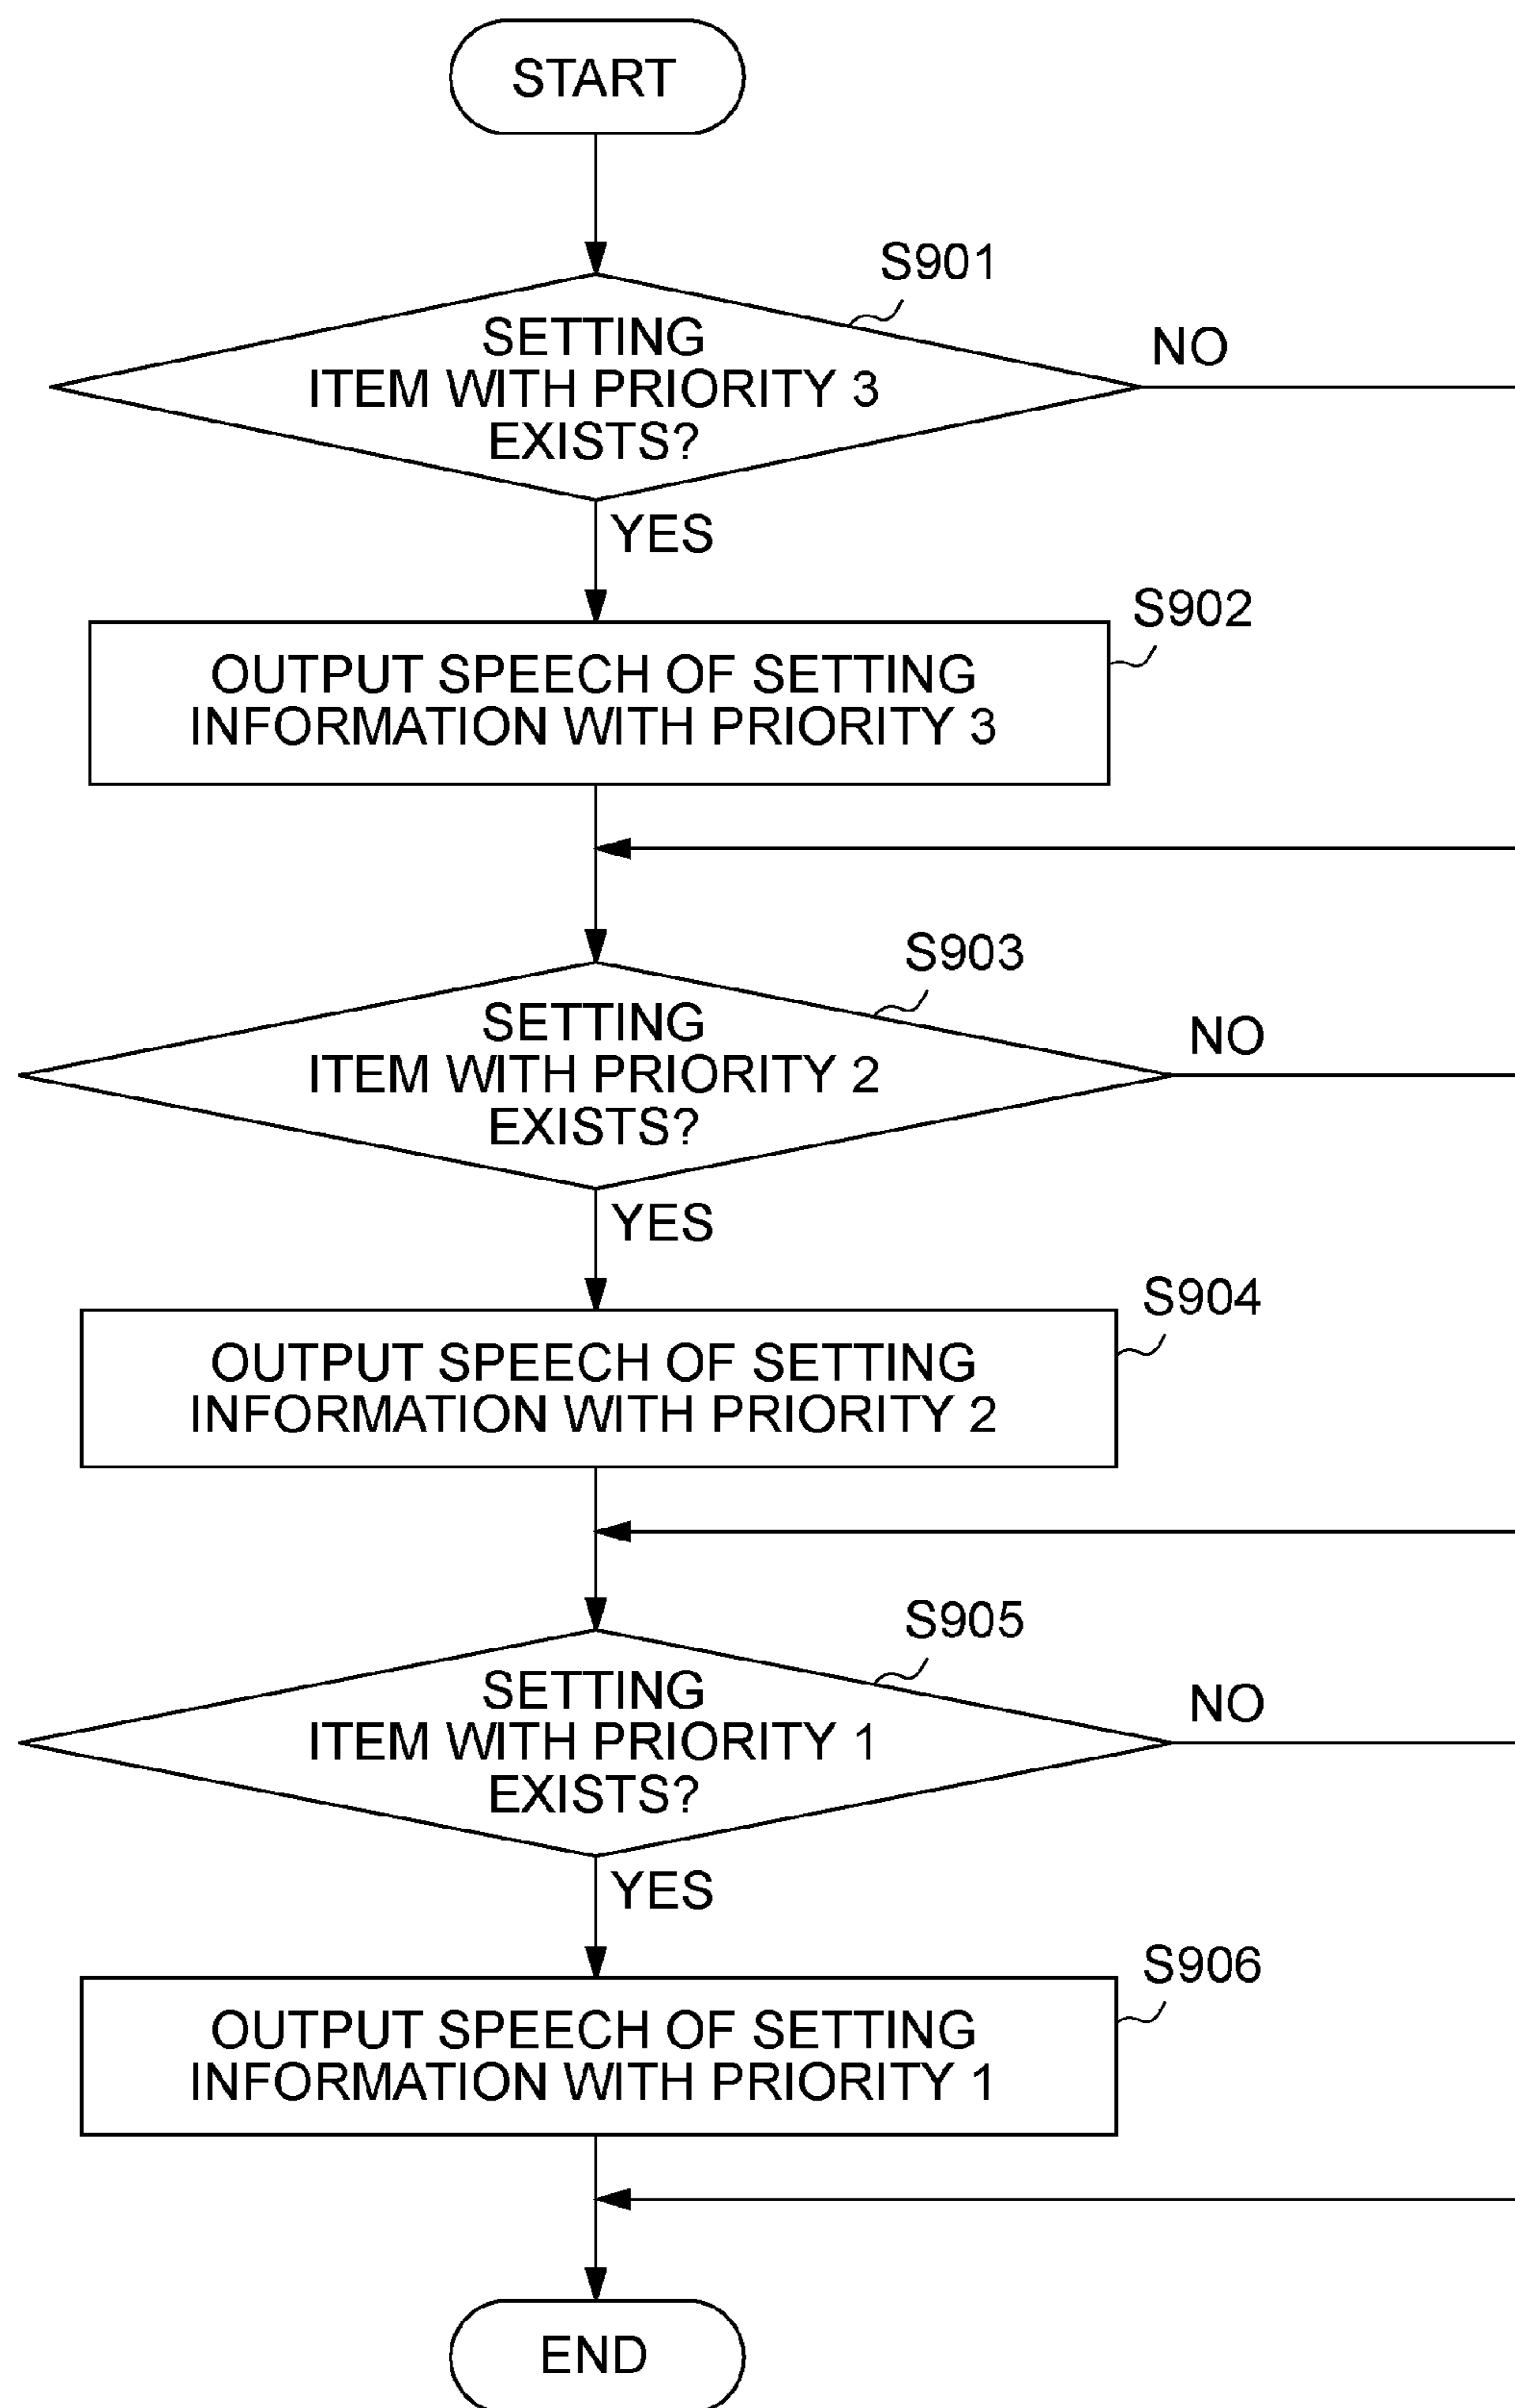 START
S901
SETTING
ITEM WITH PRIORITY 3
EXISTS?
NO
YES
S902
OUTPUT SPEECH OF SETTING
INFORMATION WITH PRIORITY 3
S903
SETTING
ITEM WITH PRIORITY 2
EXISTS?
NO
YES
S904
OUTPUT SPEECH OF SETTING
INFORMATION WITH PRIORITY 2
S905
SETTING
ITEM WITH PRIORITY 1
EXISTS?
NO
YES
S906
OUTPUT SPEECH OF SETTING
INFORMATION WITH PRIORITY 1
END